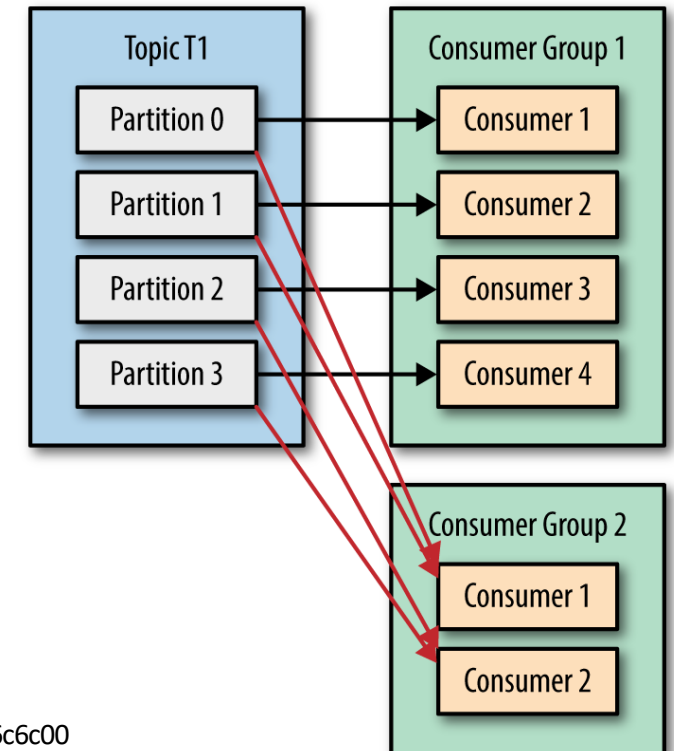 Topic T1
Partition 0
Partition 1
Partition 2
Partition 3
Consumer Group 1
Consumer 1
Consumer 2
Consumer 3
Consumer 4
Consumer Group 2
Consumer 1
Consumer 2